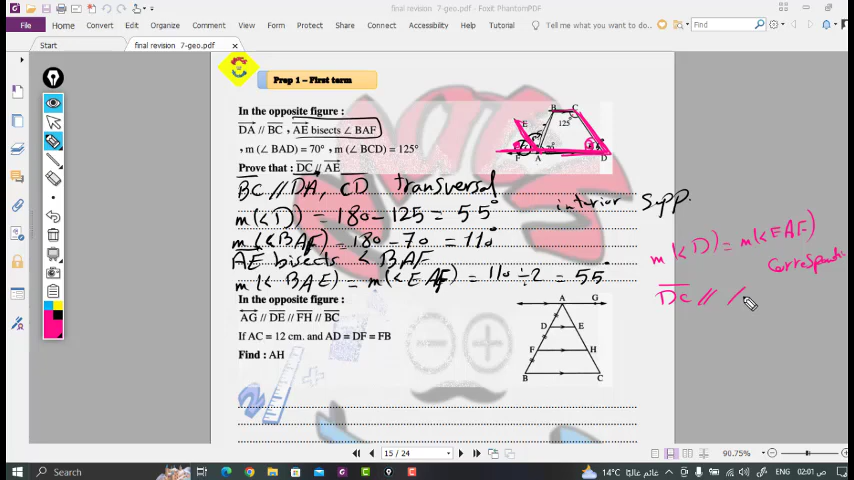 final revision 7-geo.pdf - Foxit PhantomPDF
File Home Edit Organize Comment View Form Protect Share Connect Accessibility Help Tutorial Tell me what you want to do... Find
Start final revision 7-geo.pdf
Prep 1 – First term
In the opposite figure :
DA // BC , AE bisects ∠ BAF
, m (∠ BAD) = 70° , m (∠ BCD) = 125°
Prove that : DC // AE
B C E 125° 70° F A D
BC // DA, CD transversal
m(<D) = 180 - 125 = 55° interior supp.
m(<BAF) = 180 - 70 = 110°
AE bisects < BAF
m(< BAE) = m(<EAF) = 110 ÷ 2 = 55°
m(<D) = m(<EAF)
DC //
In the opposite figure :
AG // DE // FH // BC
If AC = 12 cm. and AD = DF = FB
Find : AH
A G
D E
F H
B C
15 / 24 90.75%
Search 14°C غائم غالبًا ENG 02:01 ص